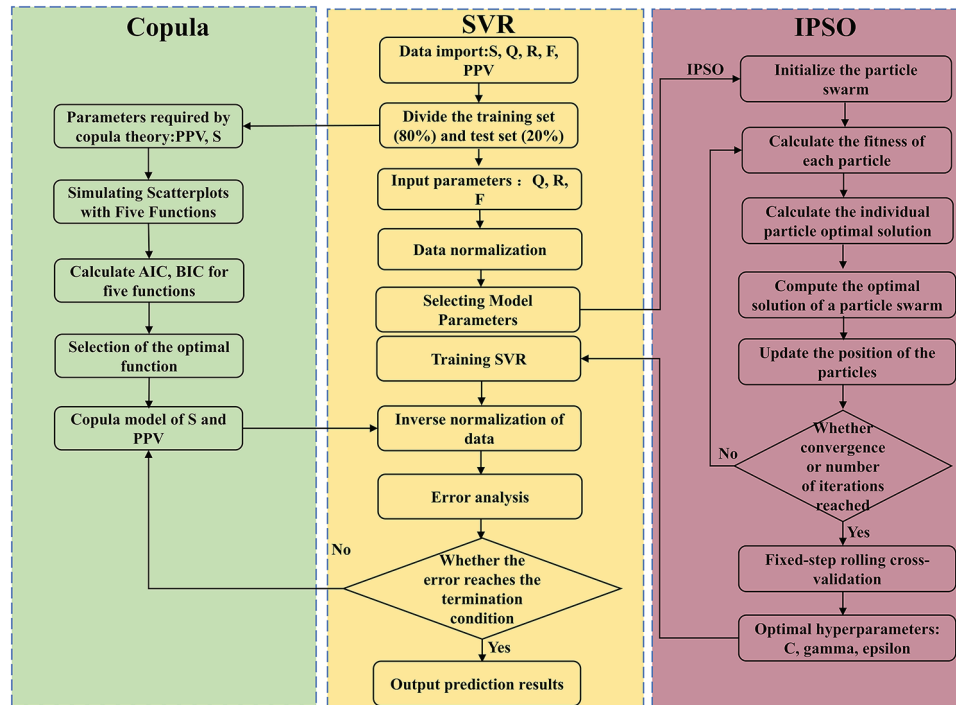 Copula
Parameters required by
copula theory:PPV, S
Simulating Scatterplots
with Five Functions
Calculate AIC, BIC for
five functions
Selection of the optimal
function
Copula model of S and
PPV
SVR
Data import:S, Q, R, F,
PPV
Divide the training set
(80%) and test set (20%)
Input parameters： Q, R,
F
Data normalization
Selecting Model
Parameters
Training SVR
Inverse normalization of
data
Error analysis
No
Whether the
error reaches the
termination
condition
Yes
Output prediction results
IPSO
IPSO
Initialize the particle
swarm
Calculate the fitness of
each particle
Calculate the individual
particle optimal solution
Compute the optimal
solution of a particle swarm
Update the position of the
particles
No
Whether
convergence
or number
of iterations
reached
Yes
Fixed-step rolling cross-
validation
Optimal hyperparameters:
C, gamma, epsilon